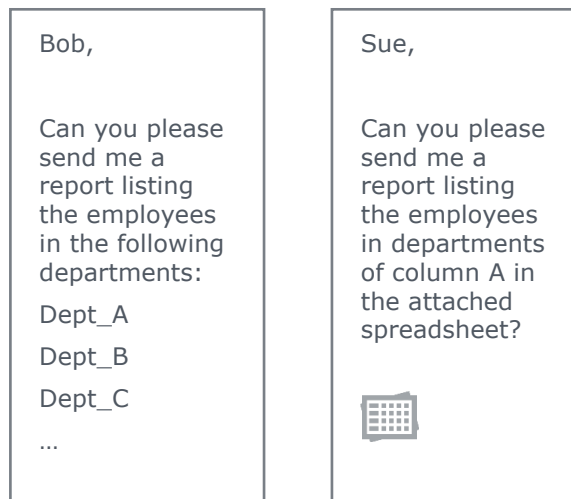 Bob,
Can you please
send me a
report listing
the employees
in the following
departments:
Dept_A
Dept_B
Dept_C
…
Sue,
Can you please
send me a
report listing
the employees
in departments
of column A in
the attached
spreadsheet?